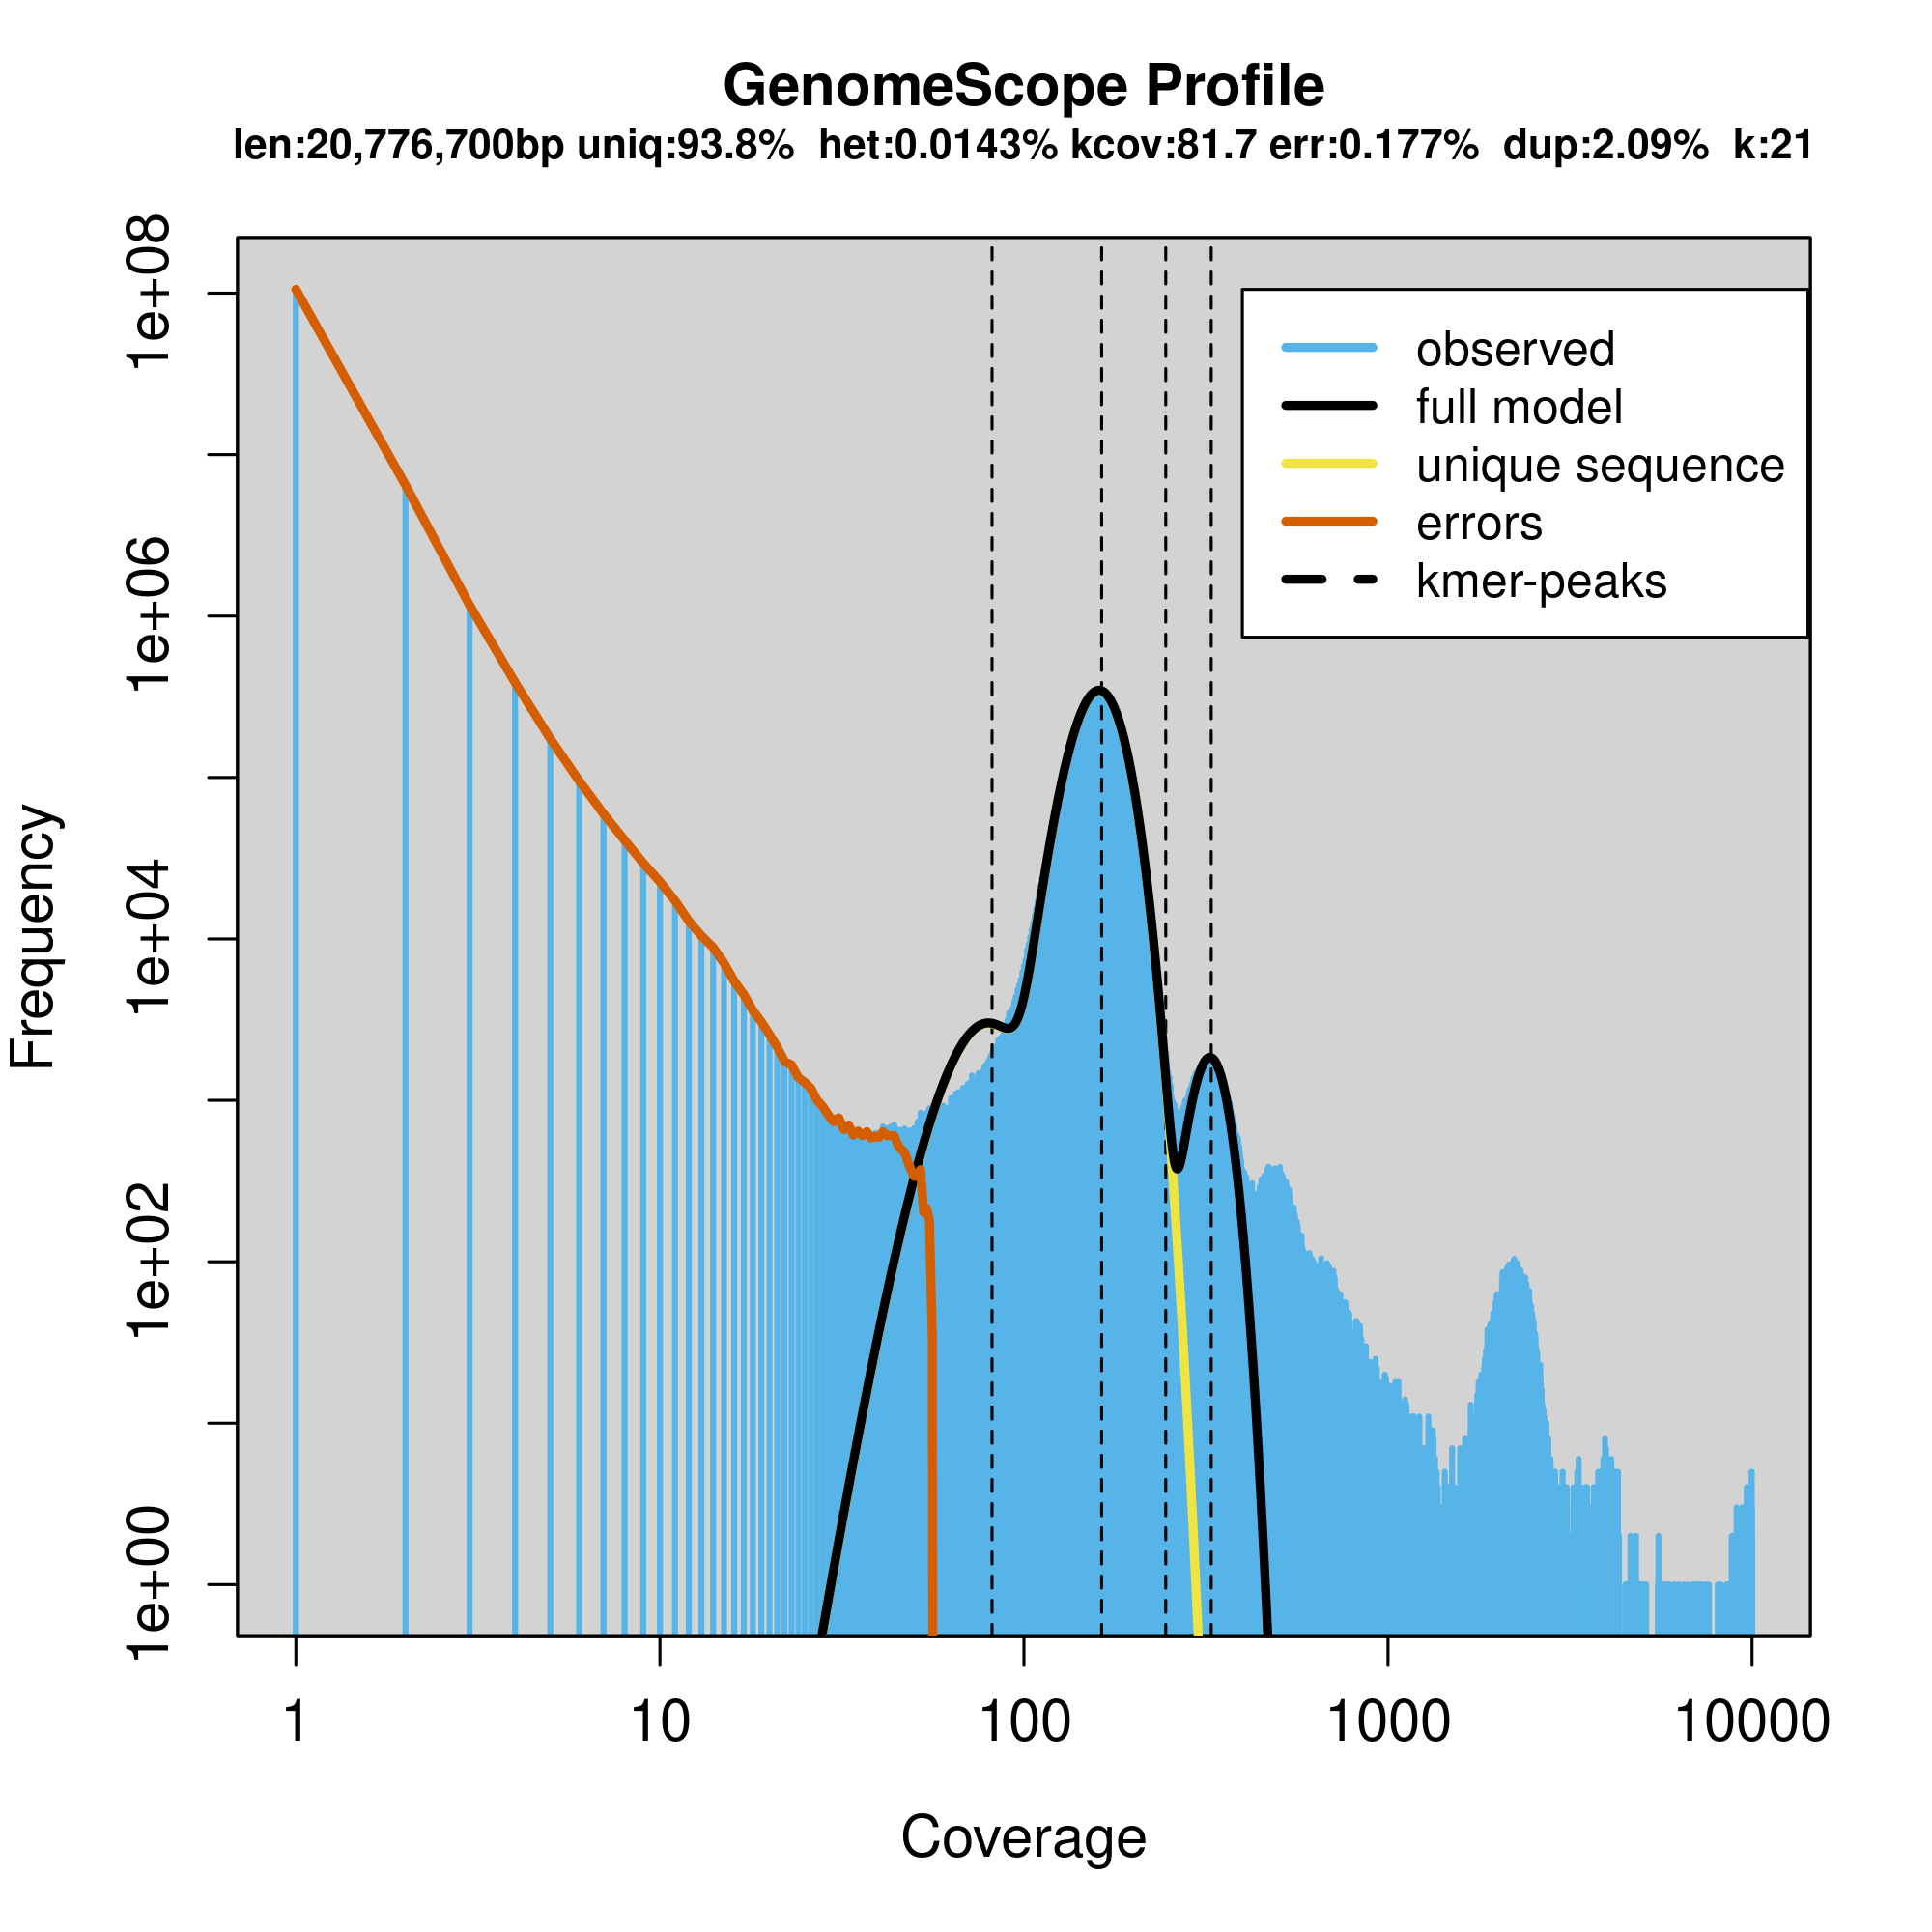 GenomeScope Profile
len:20,776,700bp uniq:93.8% het:0.0143% kcov:81.7 err:0.177% dup:2.09% k:21
1e+08
1e+06
1e+04
1e+02
1e+00
Frequency
observed
full model
unique sequence
errors
kmer-peaks
1 10 100 1000 10000
Coverage